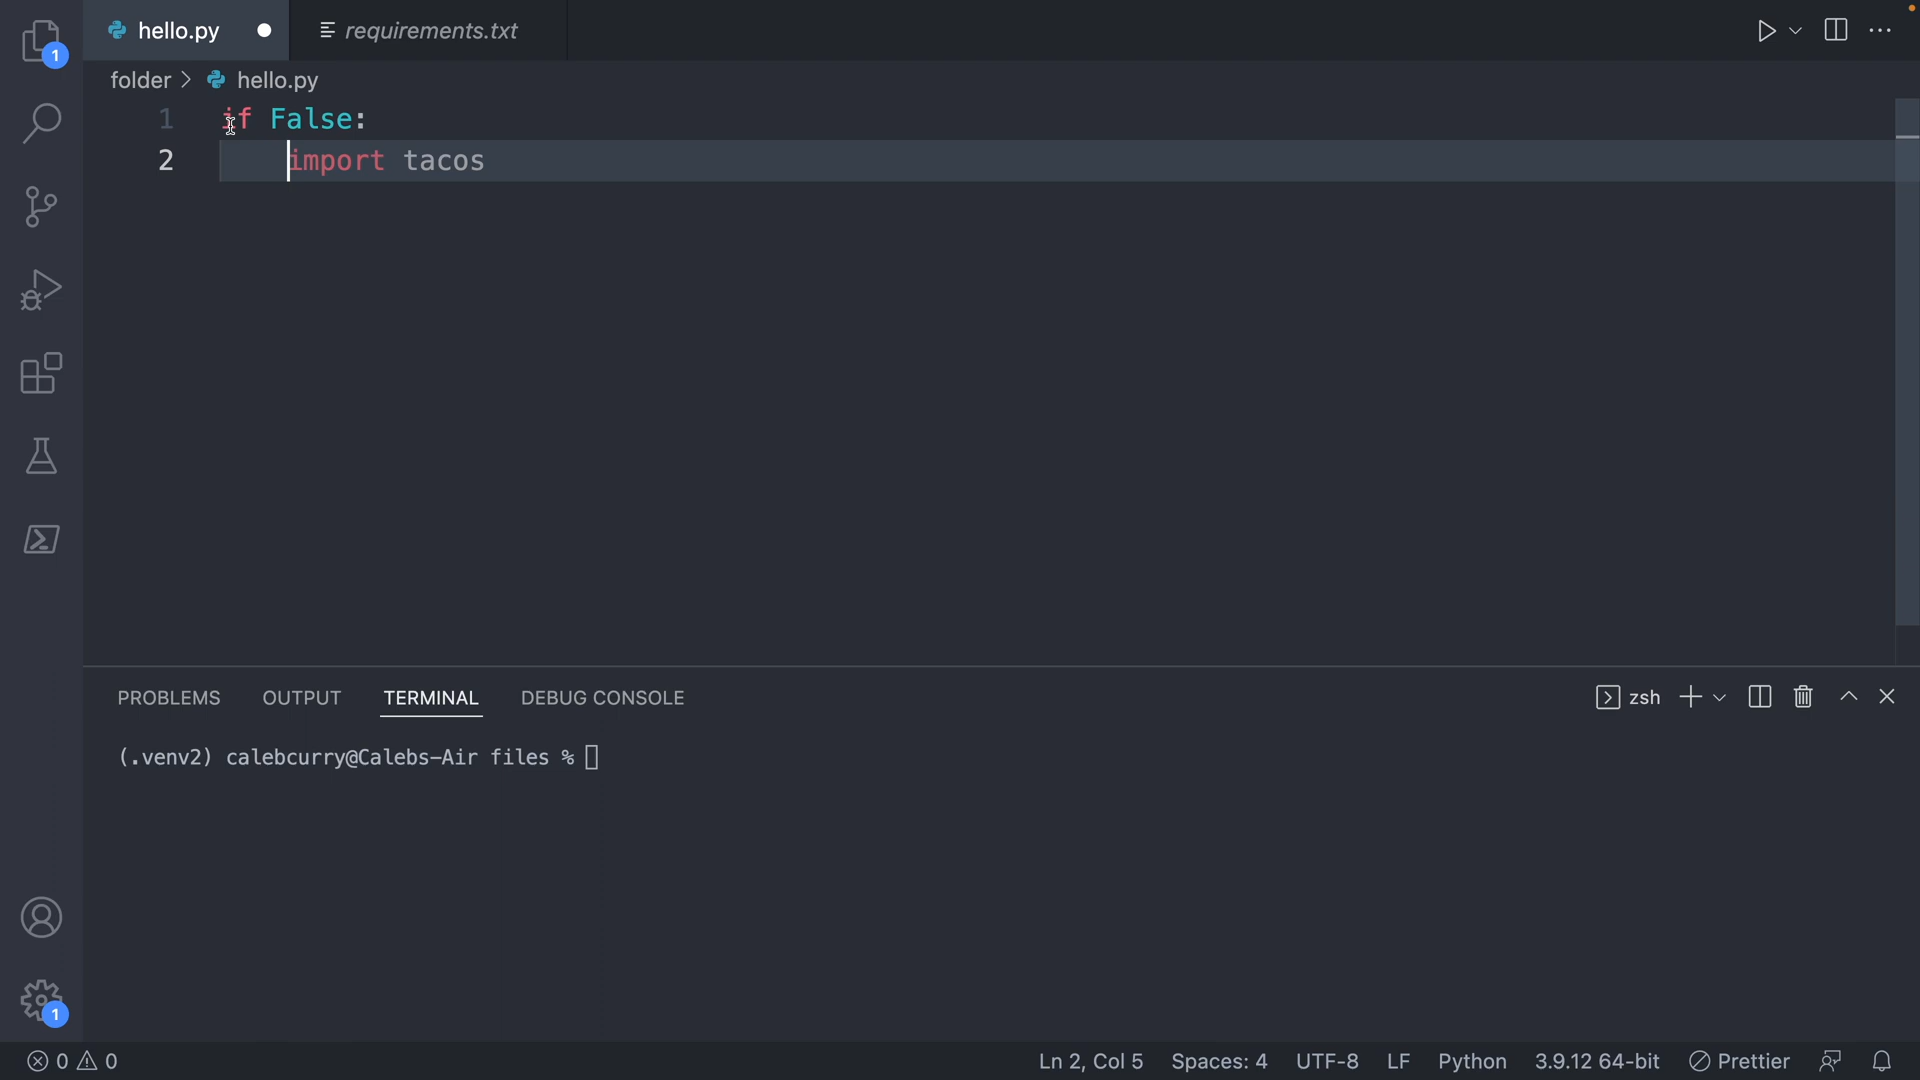 hello.py
requirements.txt
folder > hello.py
1 if False:
2     import tacos
PROBLEMS OUTPUT TERMINAL DEBUG CONSOLE
zsh
(.venv2) calebcurry@Calebs-Air files %
1
1
0 0
Ln 2, Col 5 Spaces: 4 UTF-8 LF Python 3.9.12 64-bit Prettier